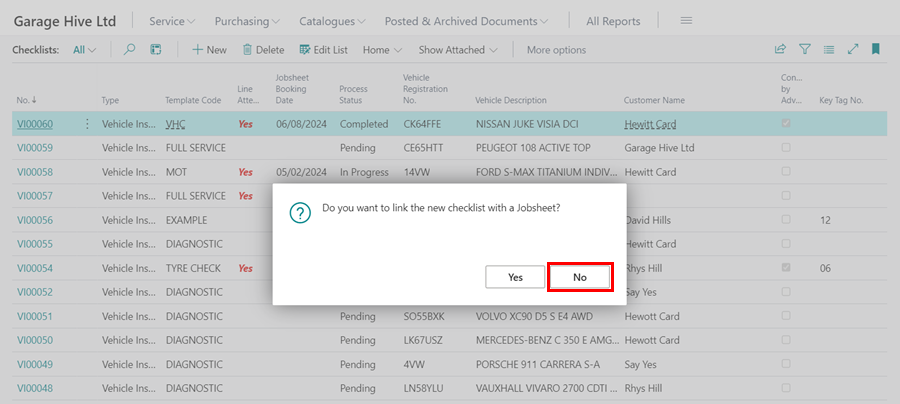 Garage Hive Ltd Service Purchasing Catalogues Posted & Archived Documents All Reports
Checklists: All New Delete Edit List Home Show Attached More options
No. ↓ Type Template Code Line Atte... Jobsheet Booking Date Process Status Vehicle Registration No. Vehicle Description Customer Name Con... by Adv... Key Tag No.
VI00060 Vehicle Ins... VHC Yes 06/08/2024 Completed CK64FFE NISSAN JUKE VISIA DCI Hewitt Card
VI00059 Vehicle Ins... FULL SERVICE Pending CE65HTT PEUGEOT 108 ACTIVE TOP Garage Hive Ltd
VI00058 Vehicle Ins... MOT Yes 05/02/2024 In Progress 14VW FORD S-MAX TITANIUM INDIV... Hewitt Card
VI00057 Vehicle Ins... FULL SERVICE Yes
VI00056 Vehicle Ins... EXAMPLE David Hills 12
VI00055 Vehicle Ins... DIAGNOSTIC Hewitt Card
VI00054 Vehicle Ins... TYRE CHECK Yes Rhys Hill 06
VI00052 Vehicle Ins... DIAGNOSTIC Say Yes
VI00051 Vehicle Ins... DIAGNOSTIC Pending SO55BXK VOLVO XC90 D5 S E4 AWD Hewott Card
VI00050 Vehicle Ins... DIAGNOSTIC Pending LK67USZ MERCEDES-BENZ C 350 E AMG... Hewitt Card
VI00049 Vehicle Ins... DIAGNOSTIC Pending 4VW PORSCHE 911 CARRERA S-A Say Yes
VI00048 Vehicle Ins... DIAGNOSTIC Pending LN58YLU VAUXHALL VIVARO 2700 CDTI ... Rhys Hill
Do you want to link the new checklist with a Jobsheet?
Yes No